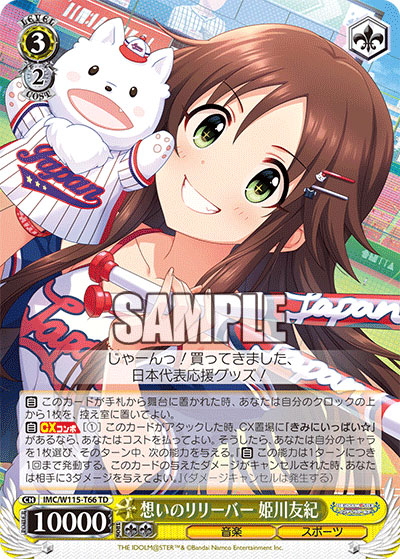 LEVEL
3
2
COST
Japan
Japan
Japan
Japan
SAMPLE
じゃーんっ！買ってきました、
日本代表応援グッズ！
自 このカードが手札から舞台に置かれた時、あなたは自分のクロックの上
から1枚を、控え室に置いてよい。
自 CXコンボ [①] このカードがアタックした時、CX置場に「きみにいっぱい☆」
があるなら、あなたはコストを払ってよい。そうしたら、あなたは自分のキャラ
を1枚選び、そのターン中、次の能力を与える。『自 この能力は1ターンにつき
1回まで発動する。このカードの与えたダメージがキャンセルされた時、あなた
は相手に3ダメージを与える。』（ダメージキャンセルは発生する）
CH IMC/W115-T66 TD
想いのリリーバー 姫川友紀
10000
音楽
スポーツ
THE IDOLM@STER™ & ©Bandai Namco Entertainment Inc.